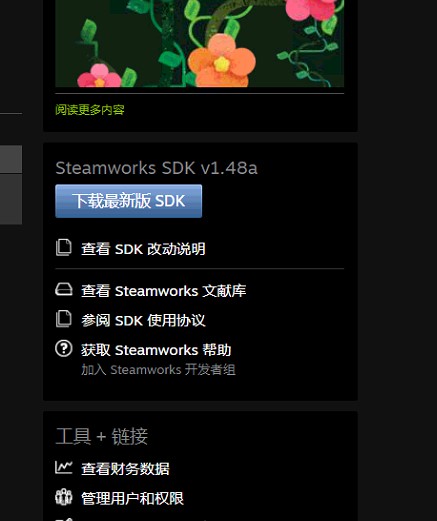 阅读更多内容
Steamworks SDK v1.48a
下载最新版 SDK
查看 SDK 改动说明
查看 Steamworks 文献库
参阅 SDK 使用协议
获取 Steamworks 帮助
加入 Steamworks 开发者组
工具 + 链接
查看财务数据
管理用户和权限